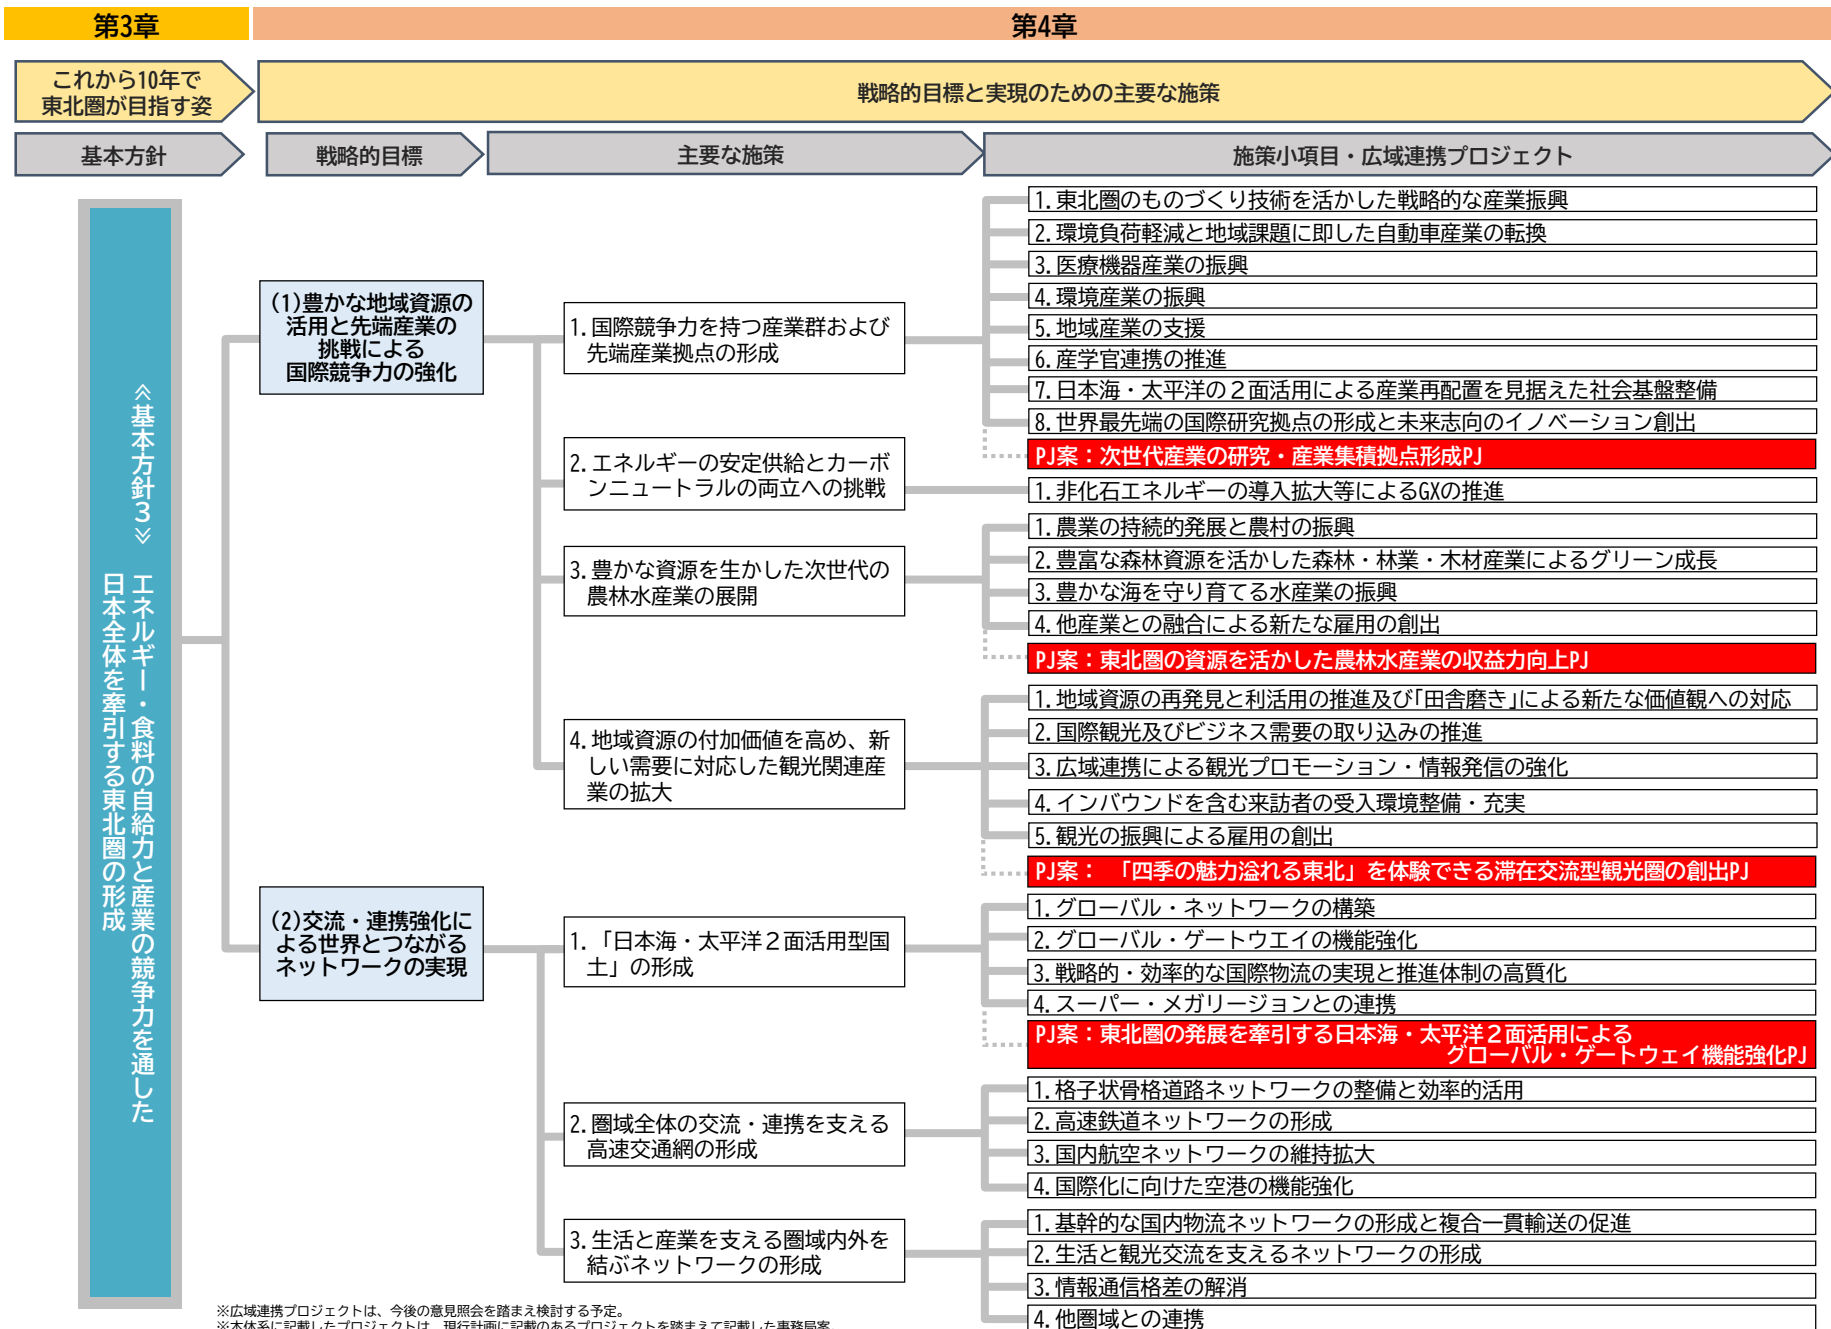 第3章
第4章
これから10年で
東北圏が目指す姿
戦略的目標と実現のための主要な施策
基本方針
戦略的目標
主要な施策
施策小項目・広域連携プロジェクト
≪基本方針3≫ エネルギー・食料の自給力と産業の競争力を通した
日本全体を牽引する東北圏の形成
(1)豊かな地域資源の
活用と先端産業の
挑戦による
国際競争力の強化
1.国際競争力を持つ産業群および
先端産業拠点の形成
1.東北圏のものづくり技術を活かした戦略的な産業振興
2.環境負荷軽減と地域課題に即した自動車産業の転換
3.医療機器産業の振興
4.環境産業の振興
5.地域産業の支援
6.産学官連携の推進
7.日本海・太平洋の２面活用による産業再配置を見据えた社会基盤整備
8.世界最先端の国際研究拠点の形成と未来志向のイノベーション創出
PJ案：次世代産業の研究・産業集積拠点形成PJ
2.エネルギーの安定供給とカーボ
ンニュートラルの両立への挑戦
1.非化石エネルギーの導入拡大等によるGXの推進
3.豊かな資源を生かした次世代の
農林水産業の展開
1.農業の持続的発展と農村の振興
2.豊富な森林資源を活かした森林・林業・木材産業によるグリーン成長
3.豊かな海を守り育てる水産業の振興
4.他産業との融合による新たな雇用の創出
PJ案：東北圏の資源を活かした農林水産業の収益力向上PJ
4.地域資源の付加価値を高め、新
しい需要に対応した観光関連産
業の拡大
1.地域資源の再発見と利活用の推進及び「田舎磨き」による新たな価値観への対応
2.国際観光及びビジネス需要の取り込みの推進
3.広域連携による観光プロモーション・情報発信の強化
4.インバウンドを含む来訪者の受入環境整備・充実
5.観光の振興による雇用の創出
PJ案： 「四季の魅力溢れる東北」を体験できる滞在交流型観光圏の創出PJ
(2)交流・連携強化に
よる世界とつながる
ネットワークの実現
1.「日本海・太平洋２面活用型国
土」の形成
1.グローバル・ネットワークの構築
2.グローバル・ゲートウエイの機能強化
3.戦略的・効率的な国際物流の実現と推進体制の高質化
4.スーパー・メガリージョンとの連携
PJ案：東北圏の発展を牽引する日本海・太平洋２面活用による
グローバル・ゲートウェイ機能強化PJ
2.圏域全体の交流・連携を支える
高速交通網の形成
1.格子状骨格道路ネットワークの整備と効率的活用
2.高速鉄道ネットワークの形成
3.国内航空ネットワークの維持拡大
4.国際化に向けた空港の機能強化
3.生活と産業を支える圏域内外を
結ぶネットワークの形成
1.基幹的な国内物流ネットワークの形成と複合一貫輸送の促進
2.生活と観光交流を支えるネットワークの形成
3.情報通信格差の解消
4.他圏域との連携
※広域連携プロジェクトは、今後の意見照会を踏まえ検討する予定。
※本体系に記載したプロジェクトは、現行計画に記載のあるプロジェクトを踏まえて記載した事務局案。